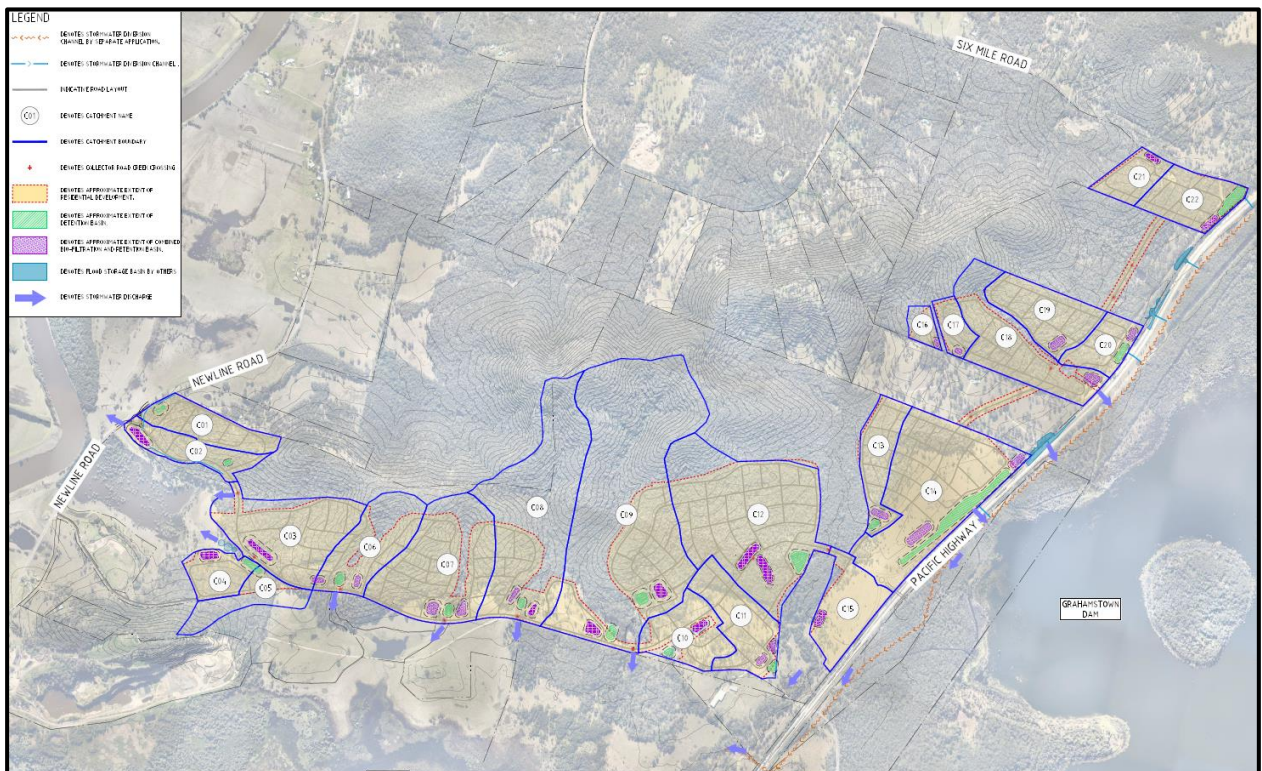 LEGEND
DENOTES STORMWATER DIVERSION
CHANNEL BY SEPARATE APPLICATION.
DENOTES STORMWATER DIVERSION CHANNEL.
INDICATIVE ROAD LAYOUT
C01
DENOTES CATCHMENT NAME
DENOTES CATCHMENT BOUNDARY
DENOTES COLLECTOR ROAD CREEK CROSSING
DENOTES APPROXIMATE EXTENT OF
RESIDENTIAL DEVELOPMENT.
DENOTES APPROXIMATE EXTENT OF
DETENTION BASIN.
DENOTES APPROXIMATE EXTENT OF COMBINED
BIO-FILTRATION AND RETENTION BASIN.
DENOTES FLOOD STORAGE BASIN BY OTHERS
DENOTES STORMWATER DISCHARGE
SIX MILE ROAD
C21
C22
C19
C16
C17
C18
C20
NEWLINE ROAD
C01
C02
NEWLINE ROAD
C13
C14
C08
C09
C12
C03
C06
C07
C04
C05
PACIFIC HIGHWAY
C15
C10
C11
GRAHAMSTOWN
DAM